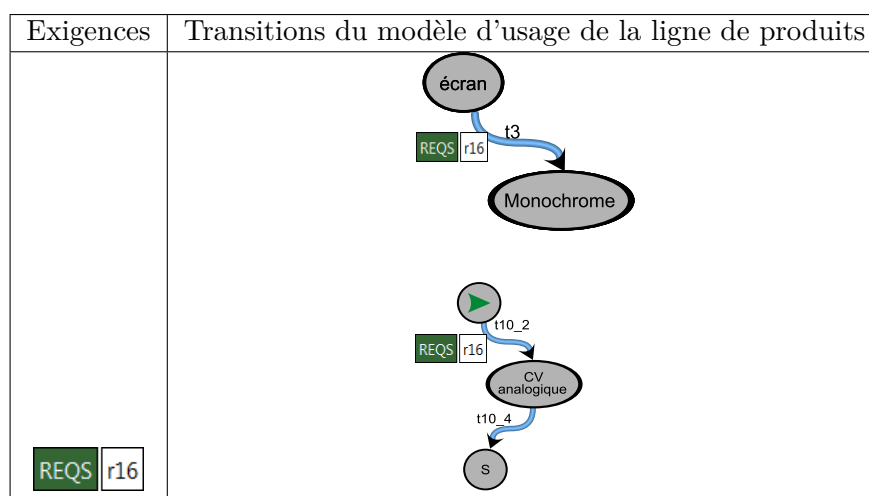 Exigences Transitions du modèle d'usage de la ligne de produits
écran
t3
REQS r16
Monochrome
t10_2
REQS r16
CV
analogique
t10_4
REQS r16
S